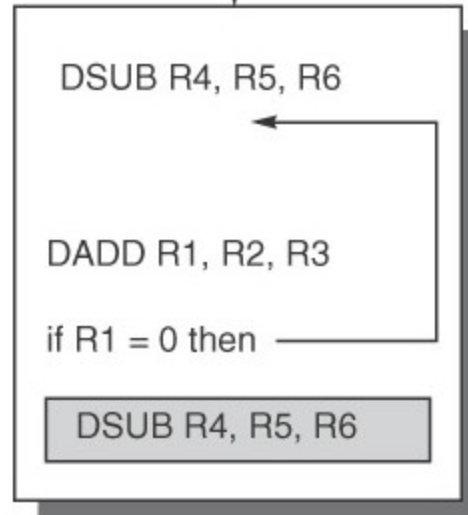 DSUB R4, R5, R6
DADD R1, R2, R3
if R1 = 0 then
DSUB R4, R5, R6